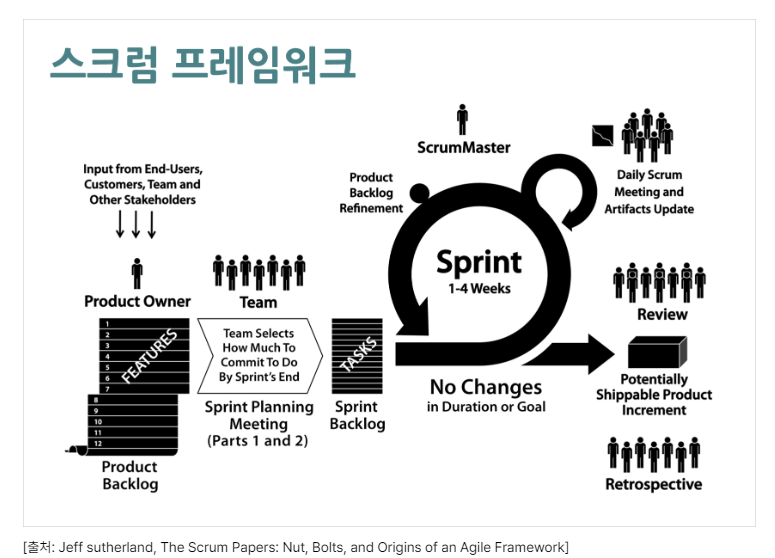 스크럼 프레임워크
Input from End-Users,
Customers, Team and
Other Stakeholders
Product Owner
Team
1
2
3
4
5
6
7
8
9
10
11
12
FEATURES
Product
Backlog
Team Selects
How Much To
Commit To Do
By Sprint's End
Sprint Planning
Meeting
(Parts 1 and 2)
TASKS
Sprint
Backlog
ScrumMaster
Product
Backlog
Refinement
Sprint
1-4 Weeks
No Changes
in Duration or Goal
Daily Scrum
Meeting and
Artifacts Update
Review
Potentially
Shippable Product
Increment
Retrospective
[출처: Jeff sutherland, The Scrum Papers: Nut, Bolts, and Origins of an Agile Framework]